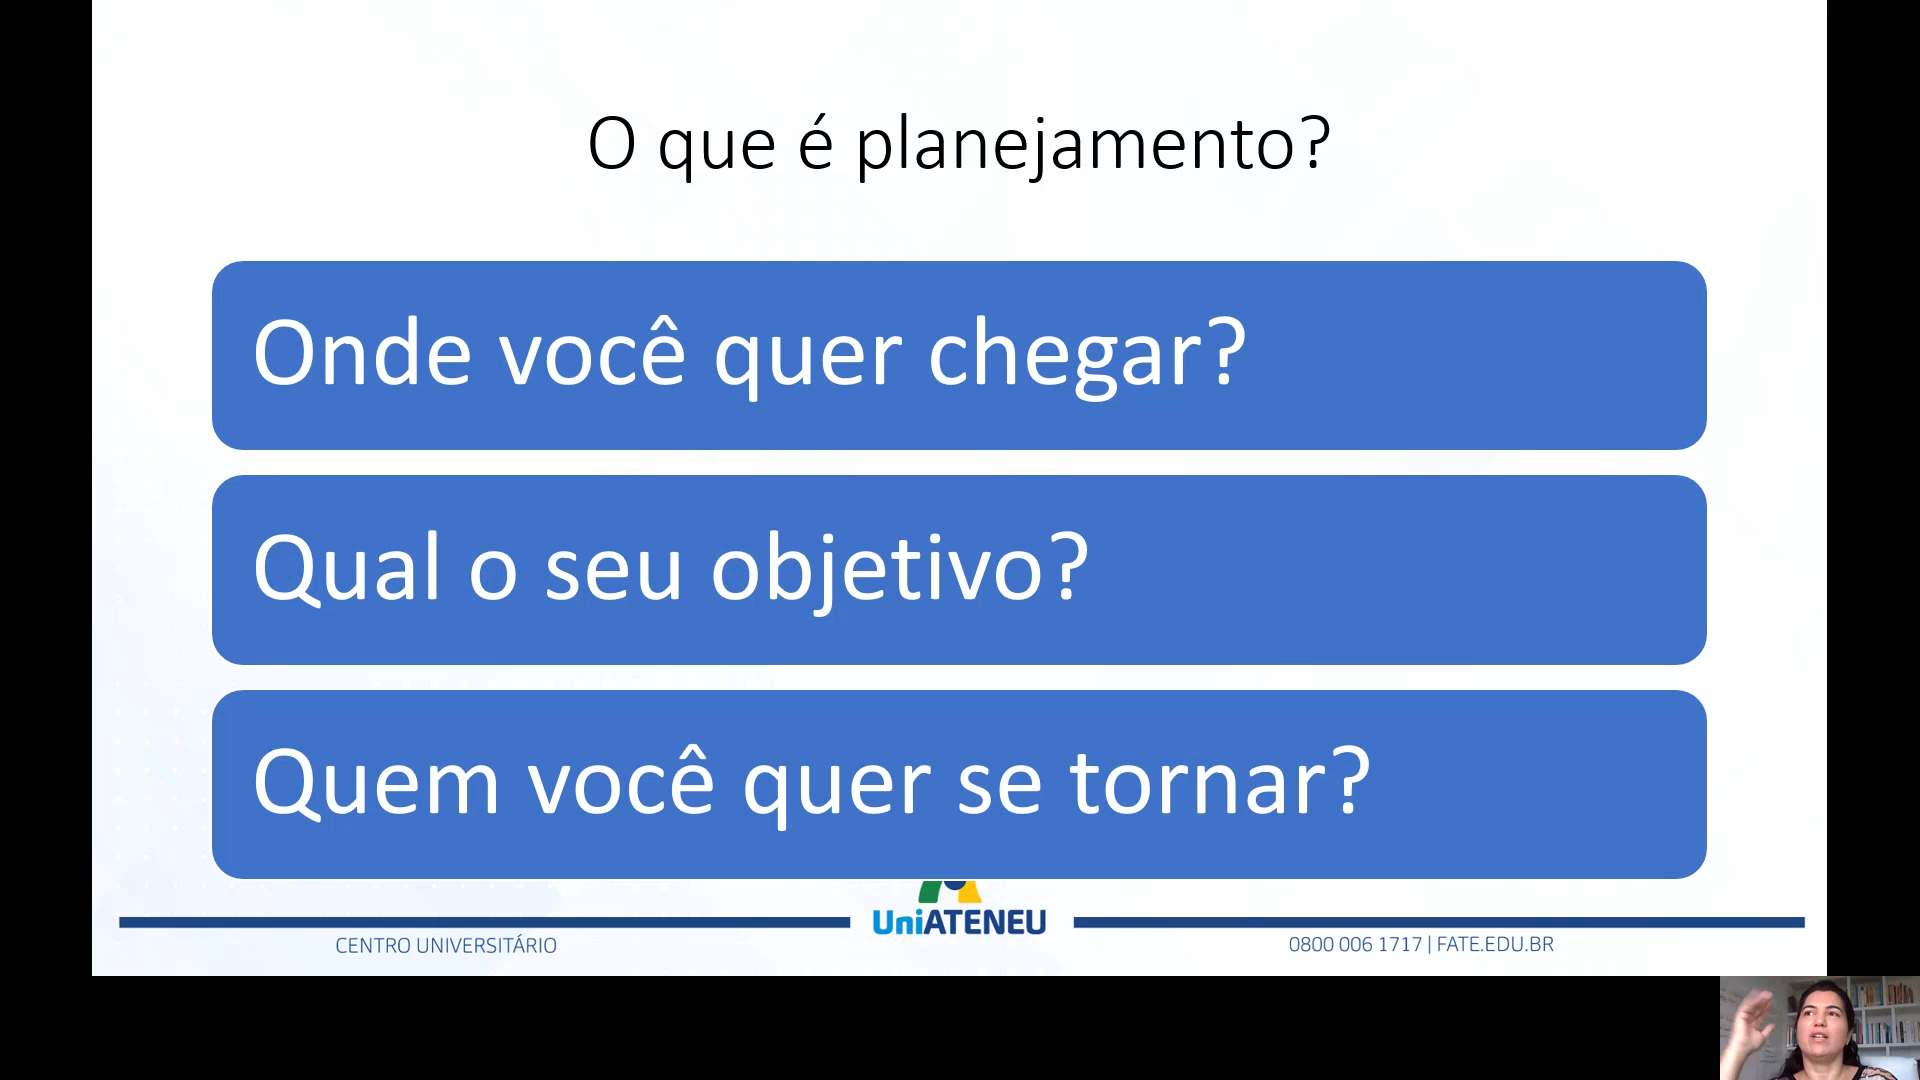 O que é planejamento?
Onde você quer chegar?
Qual o seu objetivo?
Quem você quer se tornar?
UniATENEU
CENTRO UNIVERSITÁRIO
0800 006 1717 | FATE.EDU.BR